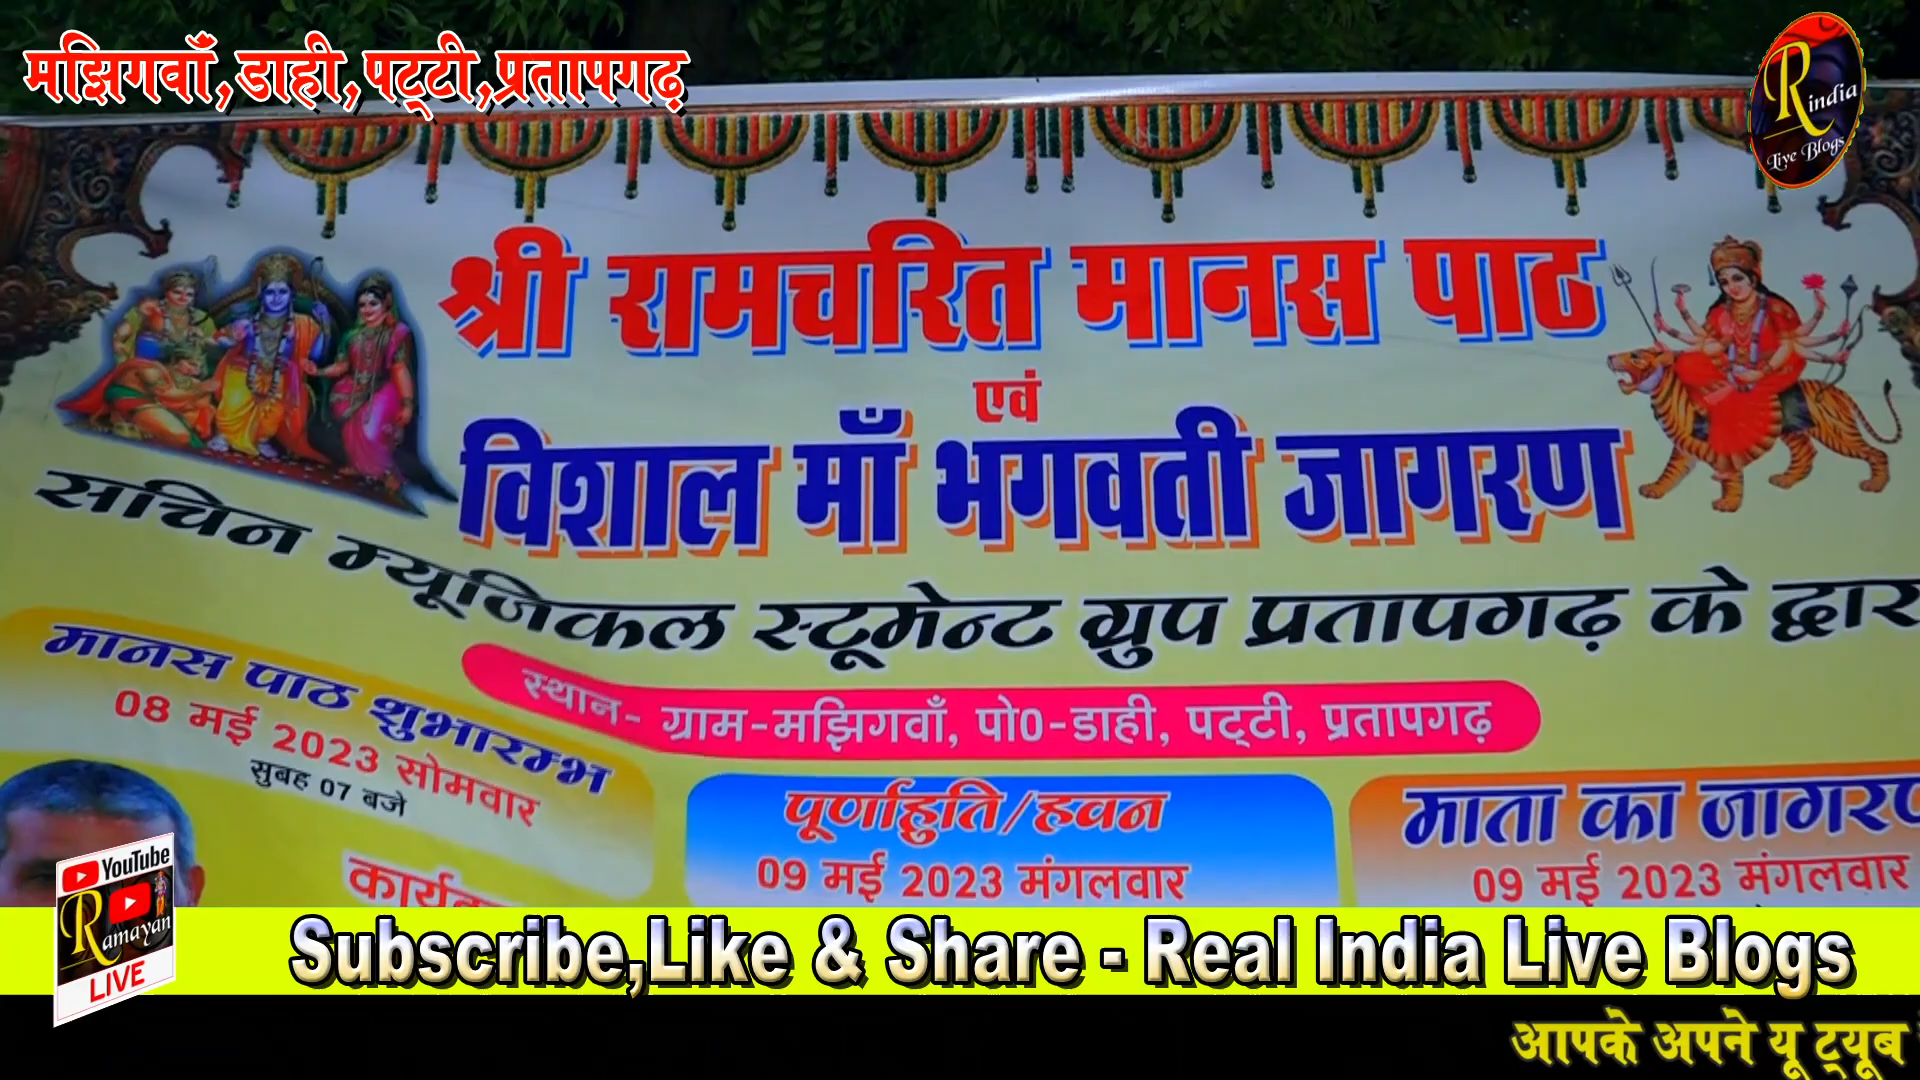 मझिगवाँ,डाही,पट्टी,प्रतापगढ़
R india
Live Blogs
श्री रामचरित मानस पाठ
एवं
विशाल माँ भगवती जागरण
सचिन म्यूजिकल स्टूमेन्ट ग्रुप प्रतापगढ़ के द्वार
स्थान- ग्राम-मझिगवाँ, पो0-डाही, पट्टी, प्रतापगढ़
मानस पाठ शुभारम्भ
08 मई 2023 सोमवार
सुबह 07 बजे
पूर्णाहुति/हवन
09 मई 2023 मंगलवार
माता का जागरण
09 मई 2023 मंगलवार
YouTube
Ramayan
LIVE
Subscribe,Like & Share - Real India Live Blogs
आपके अपने यू ट्यूब